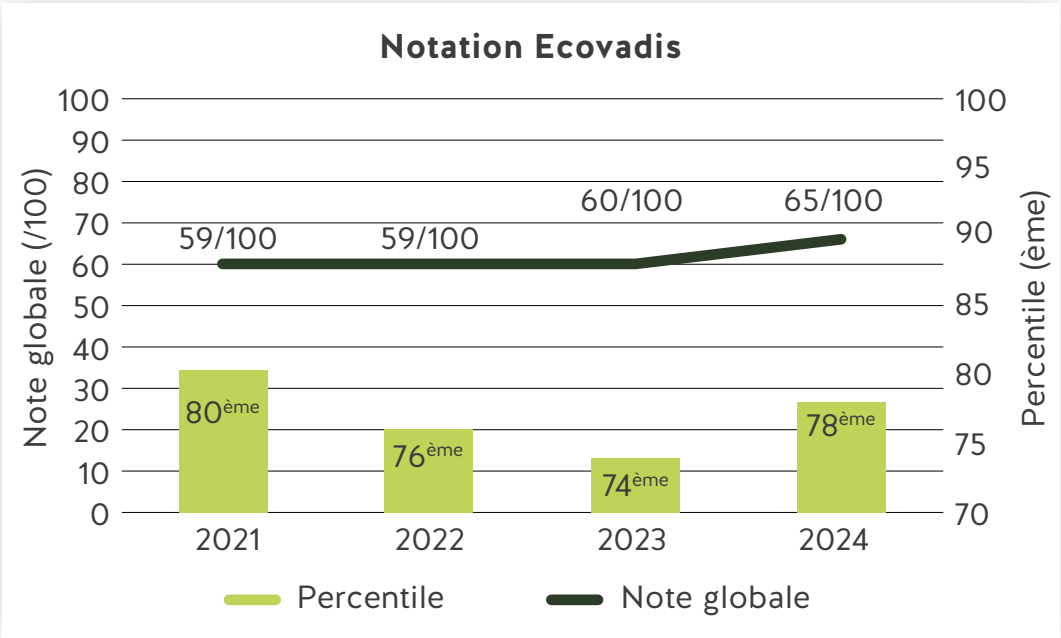 Notation Ecovadis
Note globale (/100)
100
90
80
70
60
50
40
30
20
10
0
59/100
59/100
60/100
65/100
80ème
76ème
74ème
78ème
100
95
90
85
80
75
70
Percentile (ème)
2021
2022
2023
2024
Percentile
Note globale